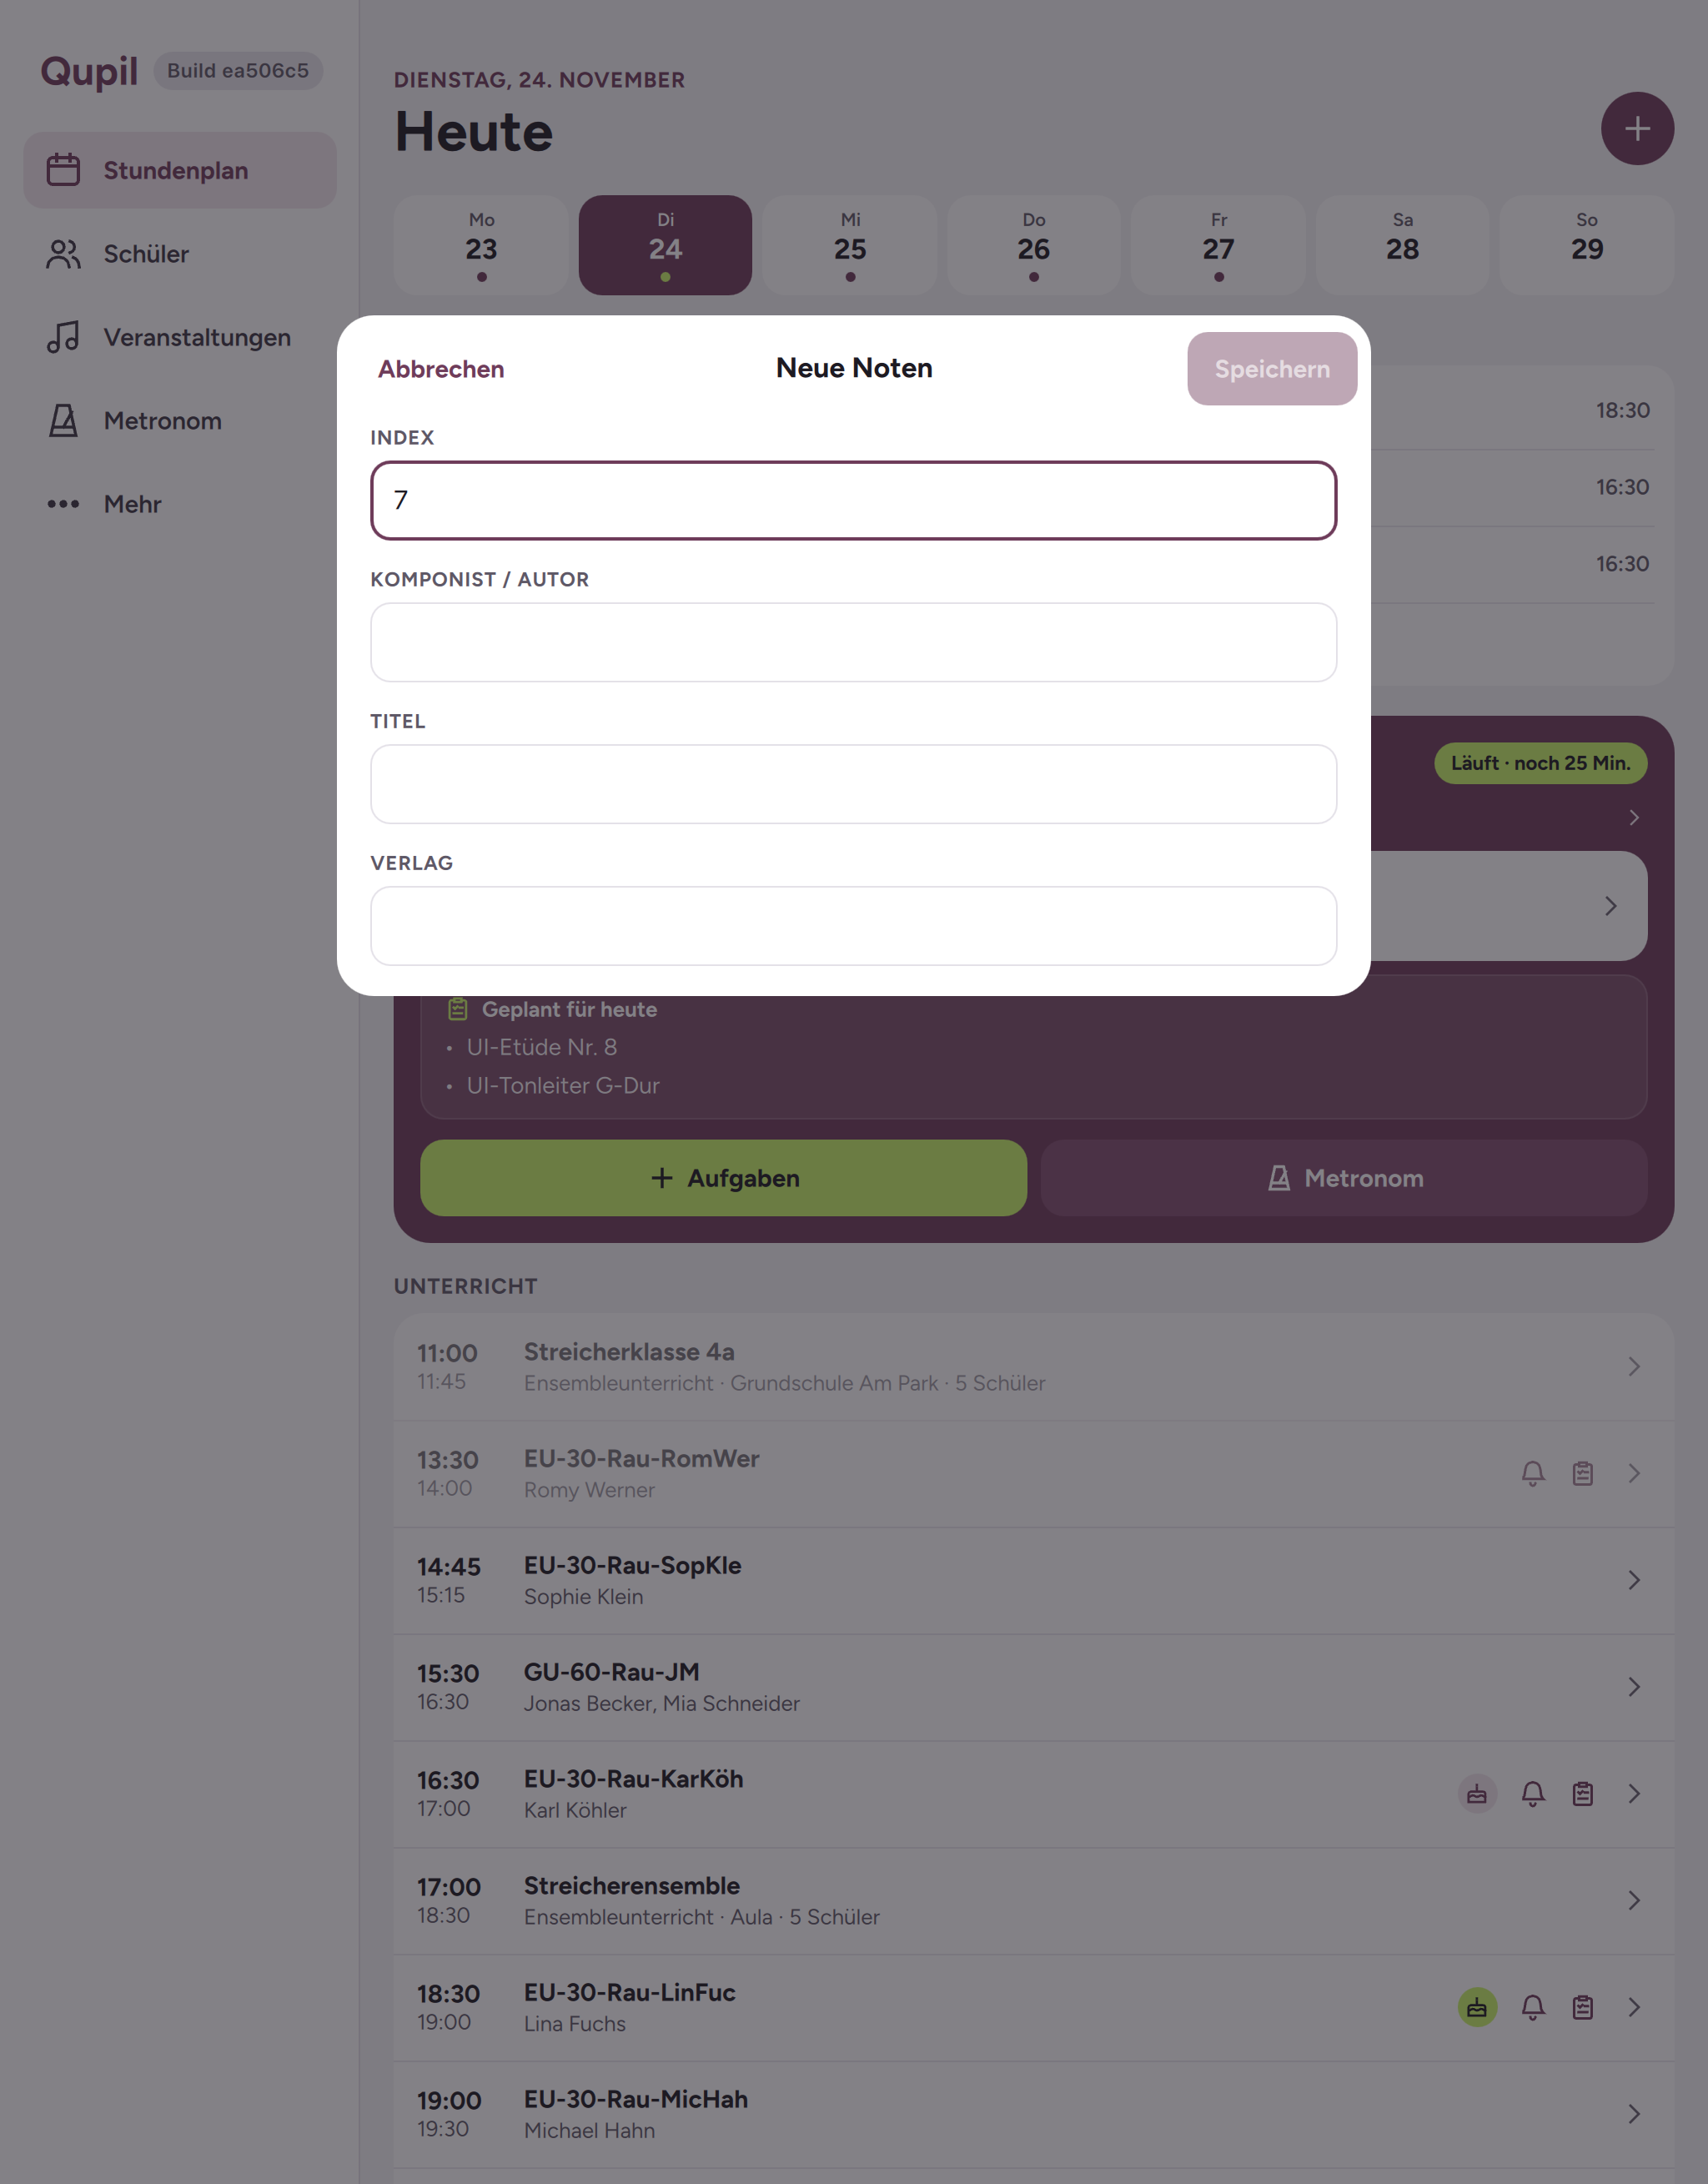 Qupil
Build ea506c5
Stundenplan
Schüler
Veranstaltungen
Metronom
Mehr
DIENSTAG, 24. NOVEMBER
Heute
Mo
23
Di
24
Mi
25
Do
26
Fr
27
Sa
28
So
29
Abbrechen
Neue Noten
Speichern
INDEX
7
KOMPONIST / AUTOR
TITEL
VERLAG
18:30
16:30
16:30
Läuft · noch 25 Min.
Geplant für heute
• UI-Etüde Nr. 8
• UI-Tonleiter G-Dur
Aufgaben
Metronom
UNTERRICHT
11:00
11:45
Streicherklasse 4a
Ensembleunterricht · Grundschule Am Park · 5 Schüler
13:30
14:00
EU-30-Rau-RomWer
Romy Werner
14:45
15:15
EU-30-Rau-SopKle
Sophie Klein
15:30
16:30
GU-60-Rau-JM
Jonas Becker, Mia Schneider
16:30
17:00
EU-30-Rau-KarKöh
Karl Köhler
17:00
18:30
Streicherensemble
Ensembleunterricht · Aula · 5 Schüler
18:30
19:00
EU-30-Rau-LinFuc
Lina Fuchs
19:00
19:30
EU-30-Rau-MicHah
Michael Hahn